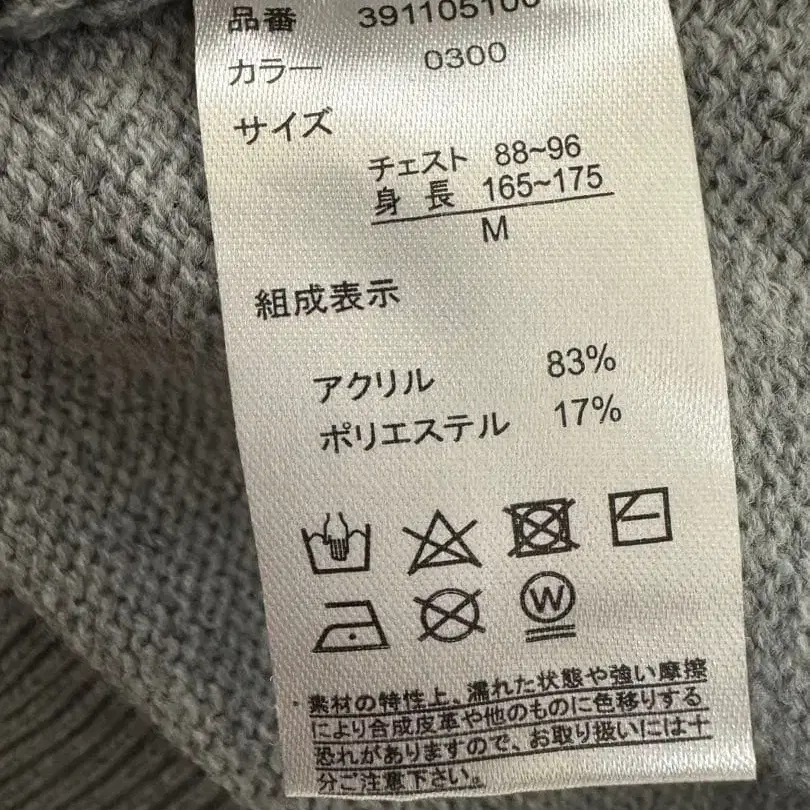 品番 391105100
カラー 0300
サイズ
チェスト 88~96
身長 165~175
M
組成表示
アクリル 83%
ポリエステル 17%
W
・素材の特性上、濡れた状態や強い摩擦
により合成皮革や他のものに色移りする
恐れがありますので、お取り扱いには十
分ご注意下さい。